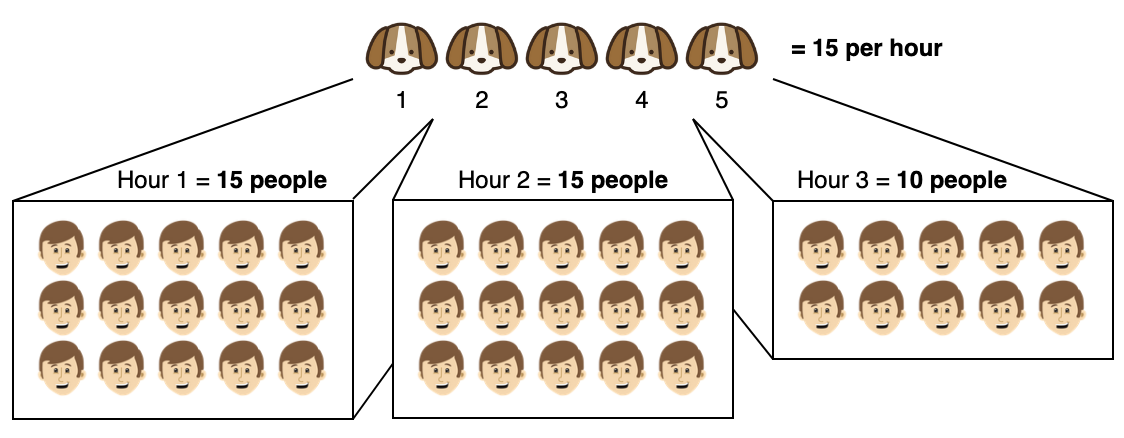 = 15 per hour
1 2 3 4 5
Hour 1 = 15 people
Hour 2 = 15 people
Hour 3 = 10 people